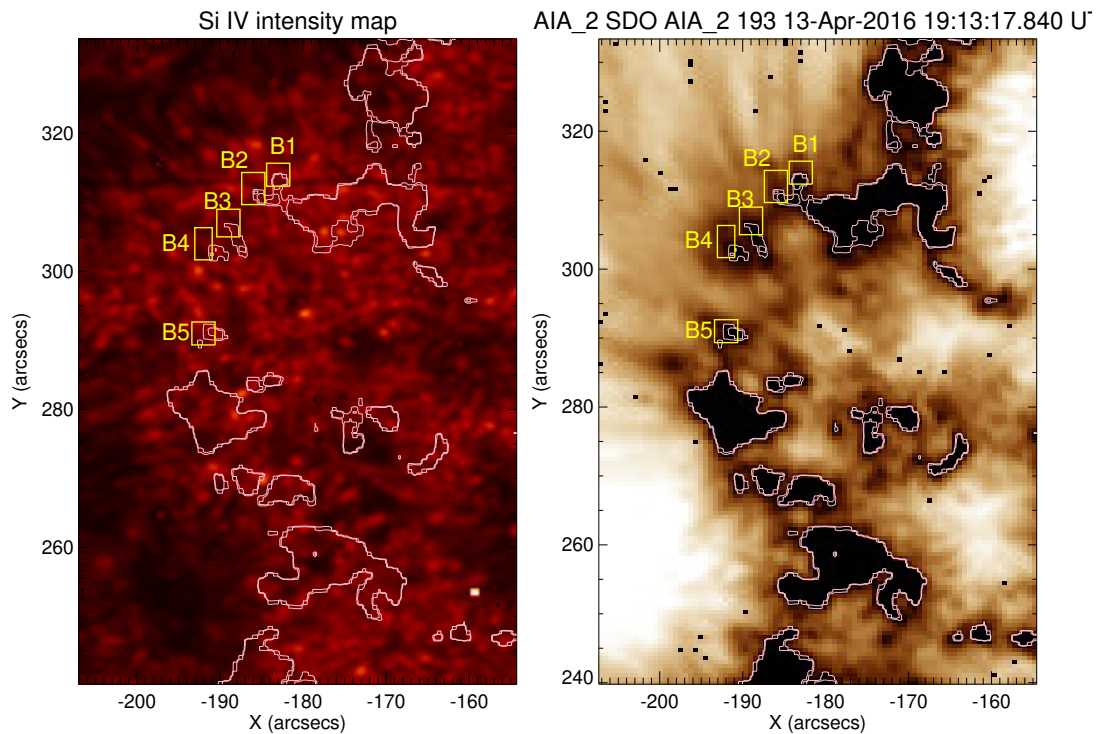 Si IV intensity map
AIA_2 SDO AIA_2 193 13-Apr-2016 19:13:17.840 UT
320
300
280
260
Y (arcsecs)
B1
B2
B3
B4
B5
-200
-190
-180
-170
-160
X (arcsecs)
320
300
280
260
240
Y (arcsecs)
B1
B2
B3
B4
B5
-200
-190
-180
-170
-160
X (arcsecs)